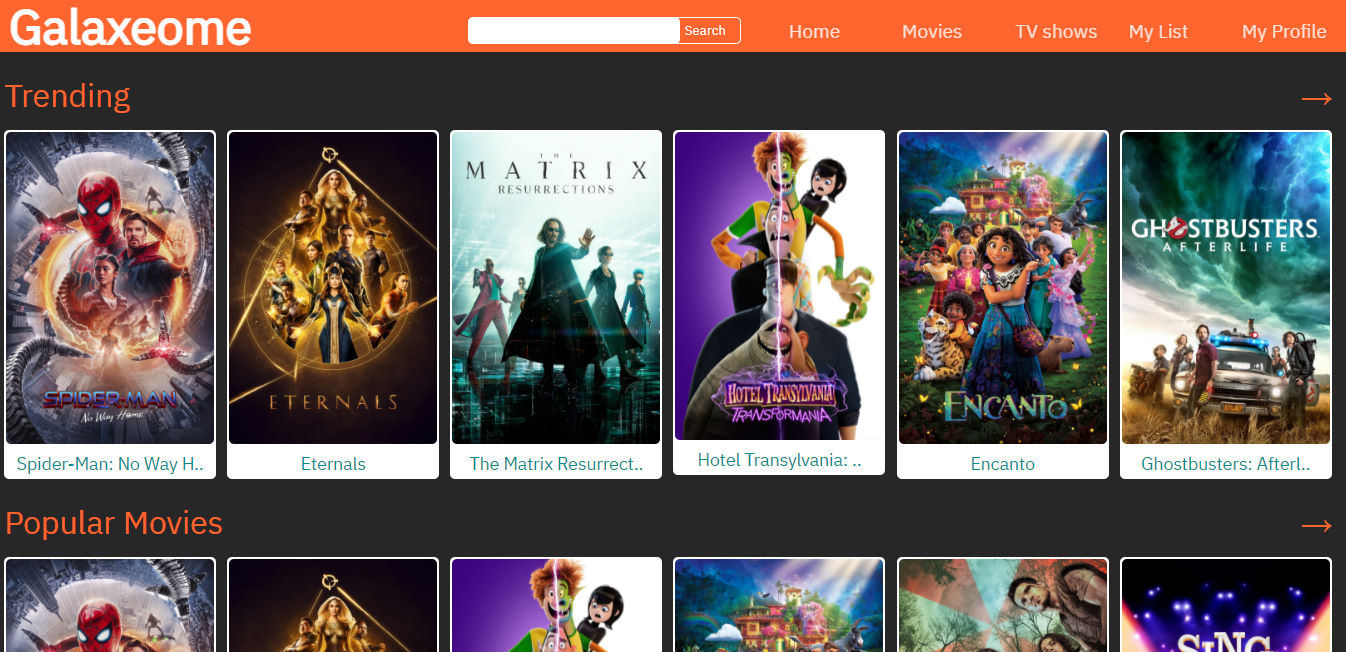 Galaxeome
Search
Home Movies TV shows My List My Profile
Trending →
SPIDER-MAN
No Way Home
ETERNALS
THE
MATRIX
RESURRECTIONS
HOTEL TRANSYLVANIA
TRANSFORMANIA
ENCANTO
GHOSTBUSTERS
AFTERLIFE
Spider-Man: No Way H..
Eternals
The Matrix Resurrect..
Hotel Transylvania: ..
Encanto
Ghostbusters: Afterl..
Popular Movies →
SING